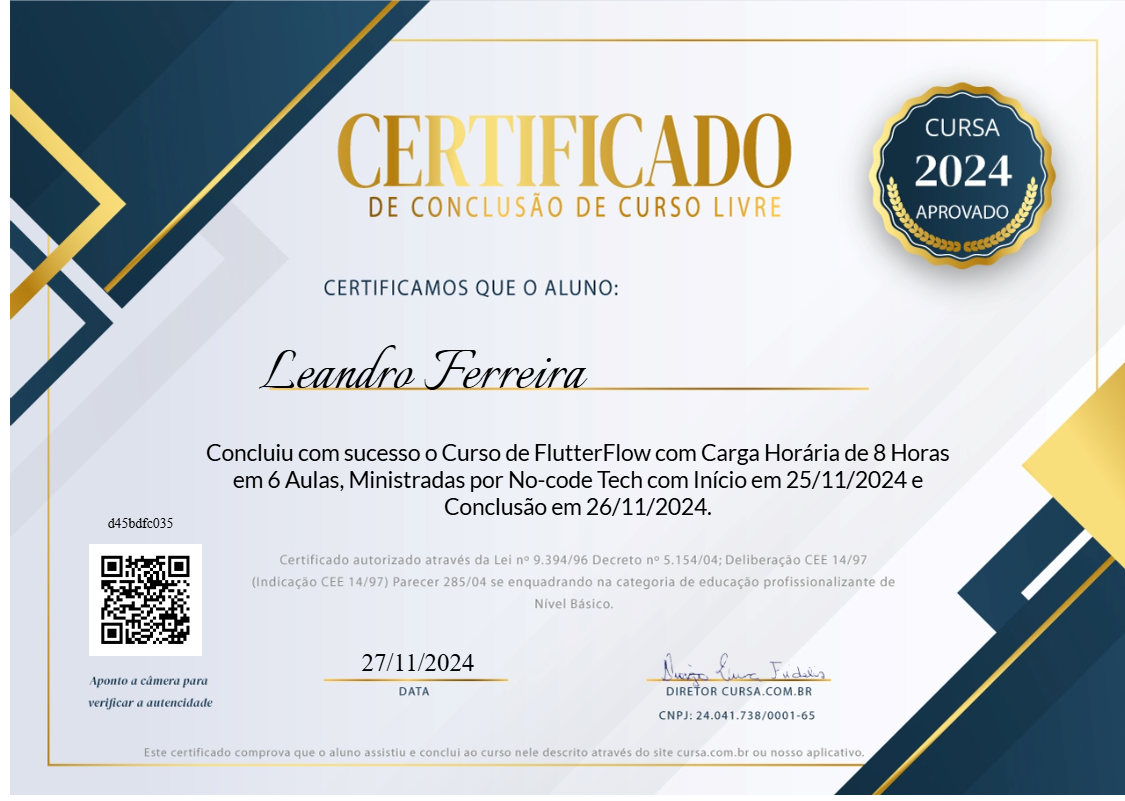 CERTIFICADO
DE CONCLUSÃO DE CURSO LIVRE
CURSA
2024
APROVADO
CERTIFICAMOS QUE O ALUNO:
Leandro Ferreira
Concluiu com sucesso o Curso de FlutterFlow com Carga Horária de 8 Horas
em 6 Aulas, Ministradas por No-code Tech com Início em 25/11/2024 e
Conclusão em 26/11/2024.
d45bdfc035
Certificado autorizado através da Lei nº 9.394/96 Decreto nº 5.154/04; Deliberação CEE 14/97
(Indicação CEE 14/97) Parecer 285/04 se enquadrando na categoria de educação profissionalizante de
Nível Básico.
Aponto a câmera para
verificar a autencidade
27/11/2024
DATA
DIRETOR CURSA.COM.BR
CNPJ: 24.041.738/0001-65
Este certificado comprova que o aluno assistiu e conclui ao curso nele descrito através do site cursa.com.br ou nosso aplicativo.